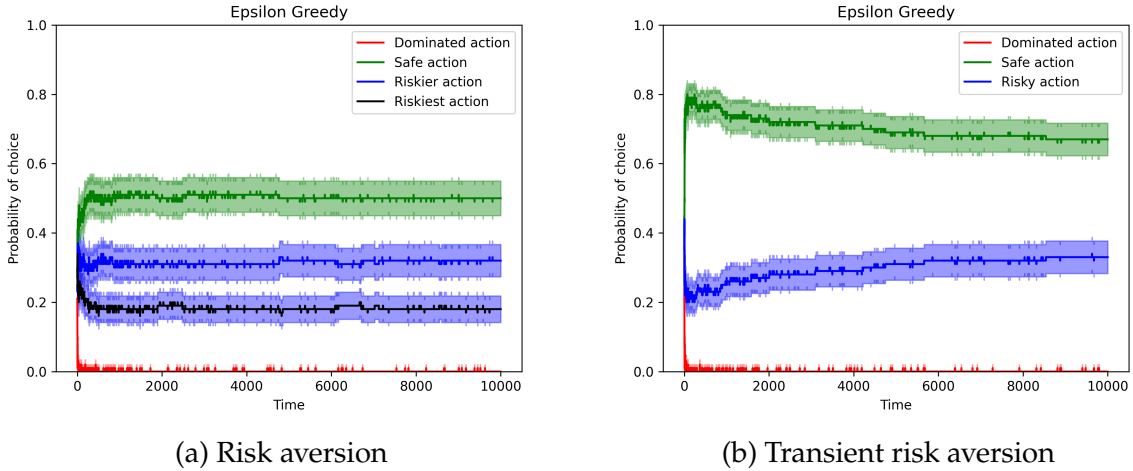 Epsilon Greedy
1.0
0.8
0.6
0.4
0.2
0.0
Probability of choice
Dominated action
Safe action
Riskier action
Riskiest action
0 2000 4000 6000 8000 10000
Time
(a) Risk aversion
Epsilon Greedy
1.0
0.8
0.6
0.4
0.2
0.0
Probability of choice
Dominated action
Safe action
Risky action
0 2000 4000 6000 8000 10000
Time
(b) Transient risk aversion